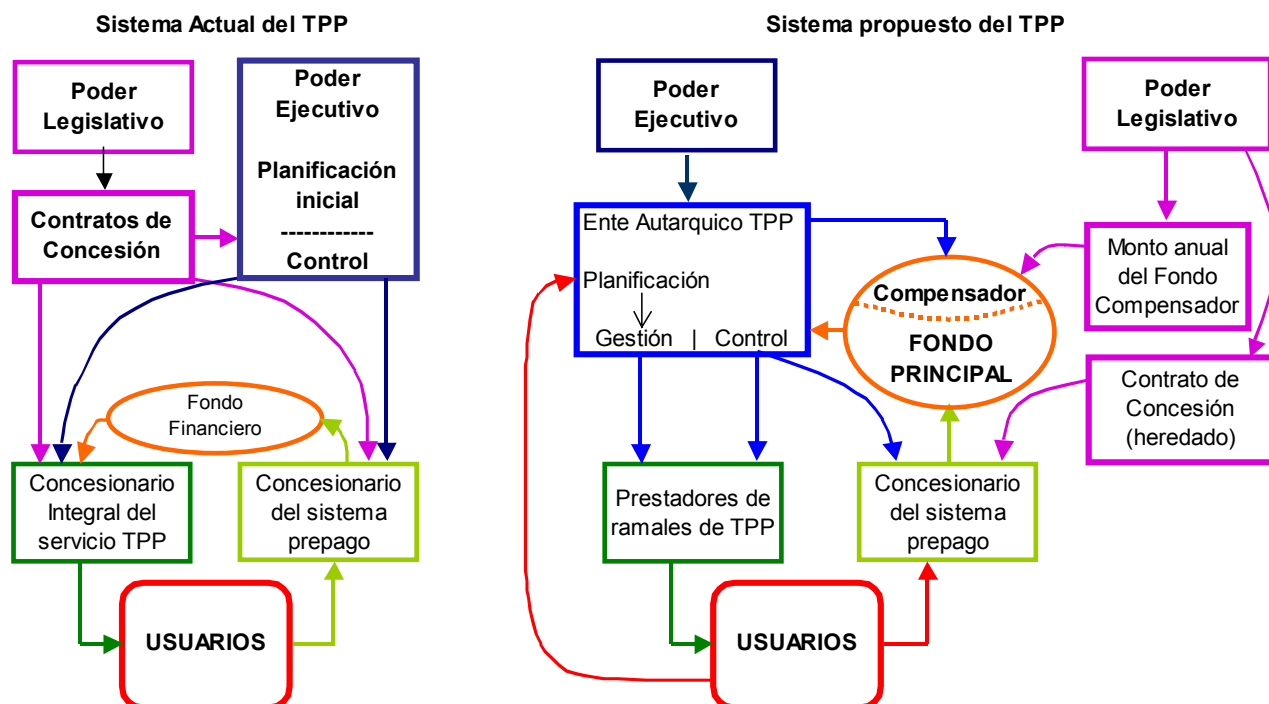 Sistema Actual del TPP
Poder
Legislativo
Poder
Ejecutivo
Planificación
inicial
------------
Control
Contratos de
Concesión
Fondo
Financiero
Concesionario
Integral del
servicio TPP
Concesionario
del sistema
prepago
USUARIOS
Sistema propuesto del TPP
Poder
Ejecutivo
Poder
Legislativo
Ente Autarquico TPP
Planificación
Gestión | Control
Compensador
FONDO
PRINCIPAL
Monto anual
del Fondo
Compensador
Contrato de
Concesión
(heredado)
Prestadores de
ramales de TPP
Concesionario
del sistema
prepago
USUARIOS